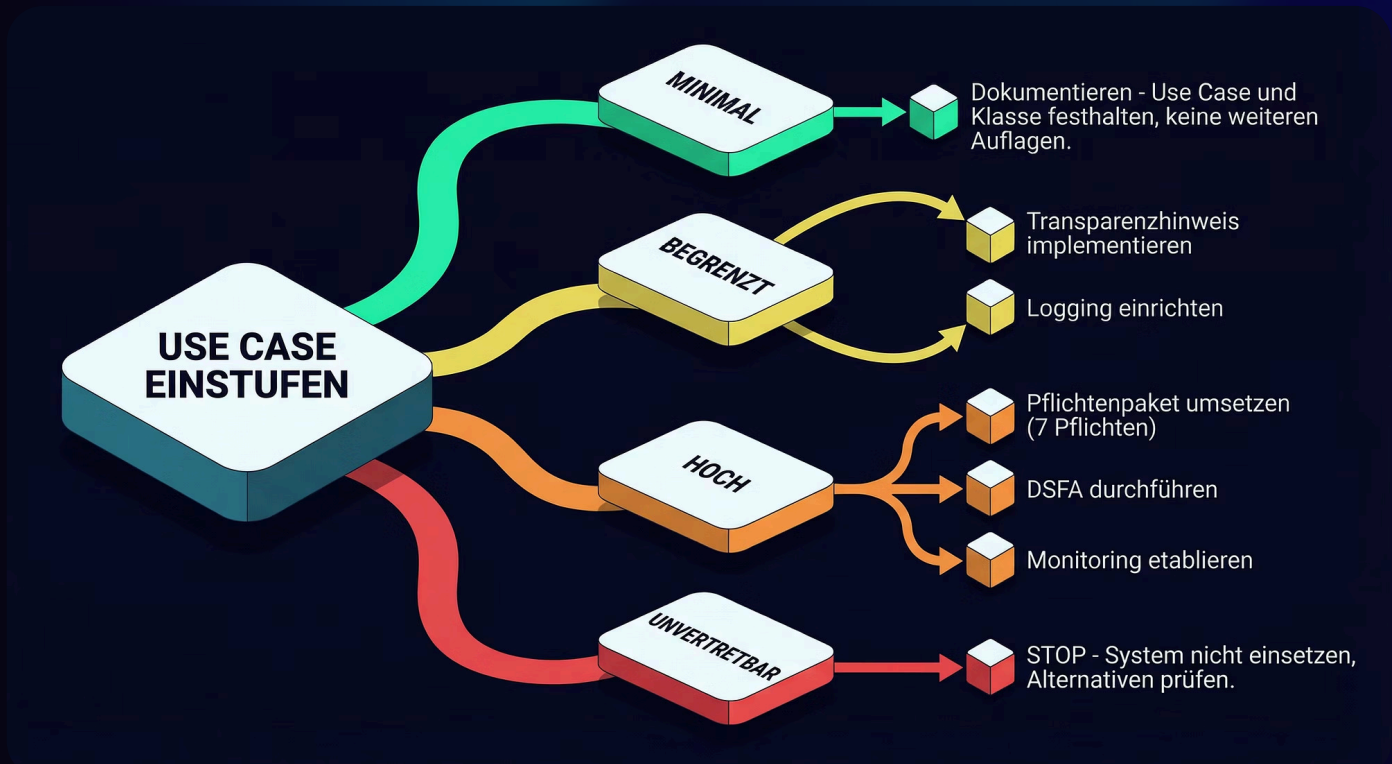 USE CASE
EINSTUFEN
MINIMAL
Dokumentieren - Use Case und
Klasse festhalten, keine weiteren
Auflagen.
BEGRENZT
Transparenzhinweis
implementieren
Logging einrichten
HOCH
Pflichtenpaket umsetzen
(7 Pflichten)
DSFA durchführen
Monitoring etablieren
UNVERTRETBAR
STOP - System nicht einsetzen,
Alternativen prüfen.